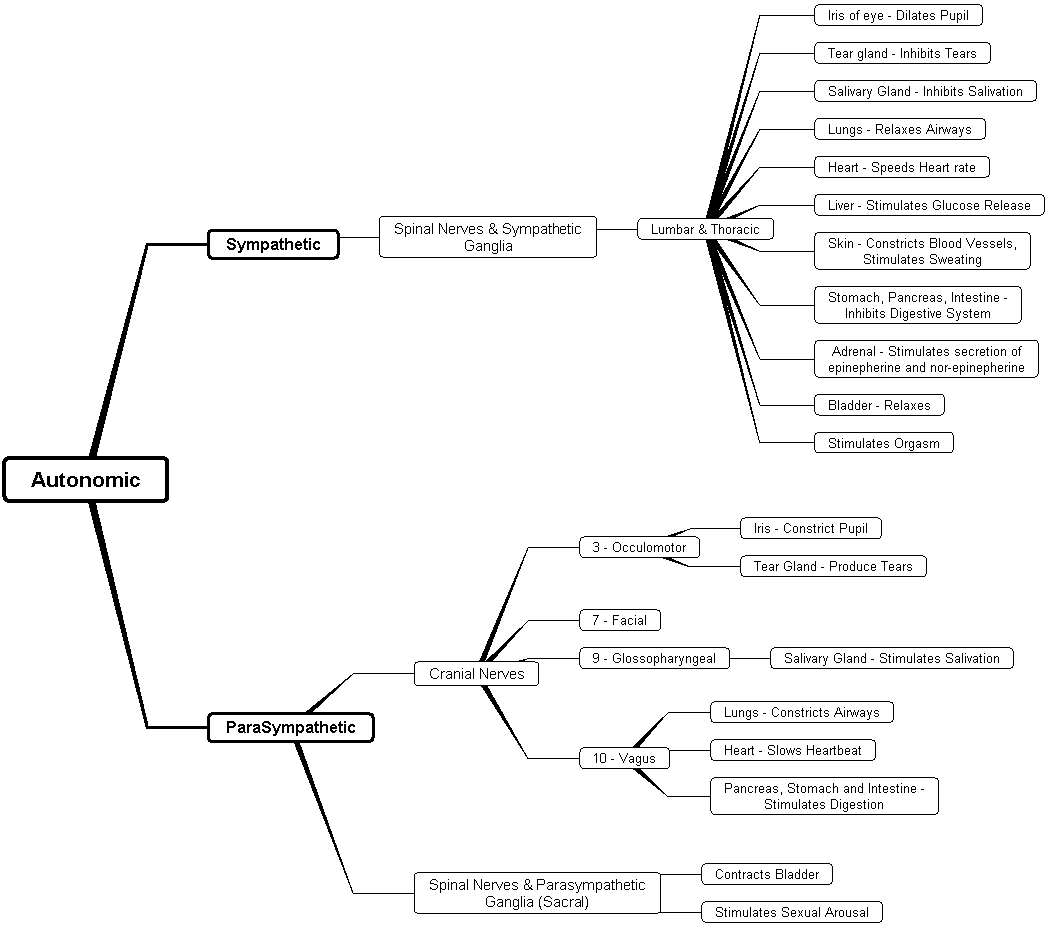 Autonomic
Sympathetic
Spinal Nerves & Sympathetic
Ganglia
Lumbar & Thoracic
Iris of eye - Dilates Pupil
Tear gland - Inhibits Tears
Salivary Gland - Inhibits Salivation
Lungs - Relaxes Airways
Heart - Speeds Heart rate
Liver - Stimulates Glucose Release
Skin - Constricts Blood Vessels,
Stimulates Sweating
Stomach, Pancreas, Intestine -
Inhibits Digestive System
Adrenal - Stimulates secretion of
epinepherine and nor-epinepherine
Bladder - Relaxes
Stimulates Orgasm
ParaSympathetic
Cranial Nerves
3 - Occulomotor
Iris - Constrict Pupil
Tear Gland - Produce Tears
7 - Facial
9 - Glossopharyngeal
Salivary Gland - Stimulates Salivation
10 - Vagus
Lungs - Constricts Airways
Heart - Slows Heartbeat
Pancreas, Stomach and Intestine -
Stimulates Digestion
Spinal Nerves & Parasympathetic
Ganglia (Sacral)
Contracts Bladder
Stimulates Sexual Arousal